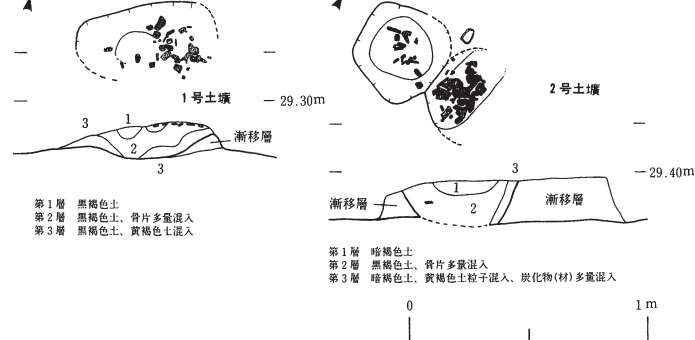 1号土壙
29.30m
3
1
2
3
漸移層
第1層 黒褐色土
第2層 黒褐色土、骨片多量混入
第3層 黒褐色土、黄褐色土混入
2号土壙
29.40m
3
1
2
漸移層
漸移層
第1層 暗褐色土
第2層 黒褐色土、骨片多量混入
第3層 暗褐色土、黄褐色土粒子混入、炭化物(材)多量混入
0
1m